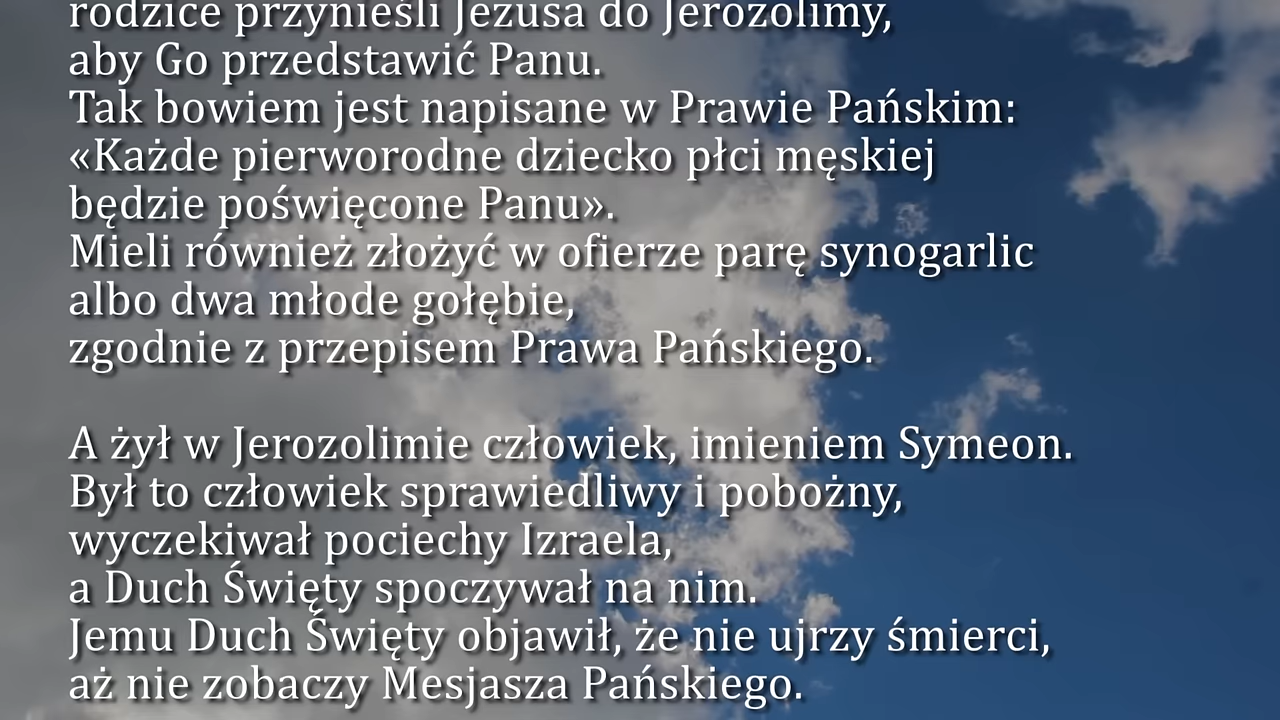 rodzice przynieśli Jezusa do Jerozolimy,
aby Go przedstawić Panu.
Tak bowiem jest napisane w Prawie Pańskim:
«Każde pierworodne dziecko płci męskiej
będzie poświęcone Panu».
Mieli również złożyć w ofierze parę synogarlic
albo dwa młode gołębie,
zgodnie z przepisem Prawa Pańskiego.
A żył w Jerozolimie człowiek, imieniem Symeon.
Był to człowiek sprawiedliwy i pobożny,
wyczekiwał pociechy Izraela,
a Duch Święty spoczywał na nim.
Jemu Duch Święty objawił, że nie ujrzy śmierci,
aż nie zobaczy Mesjasza Pańskiego.